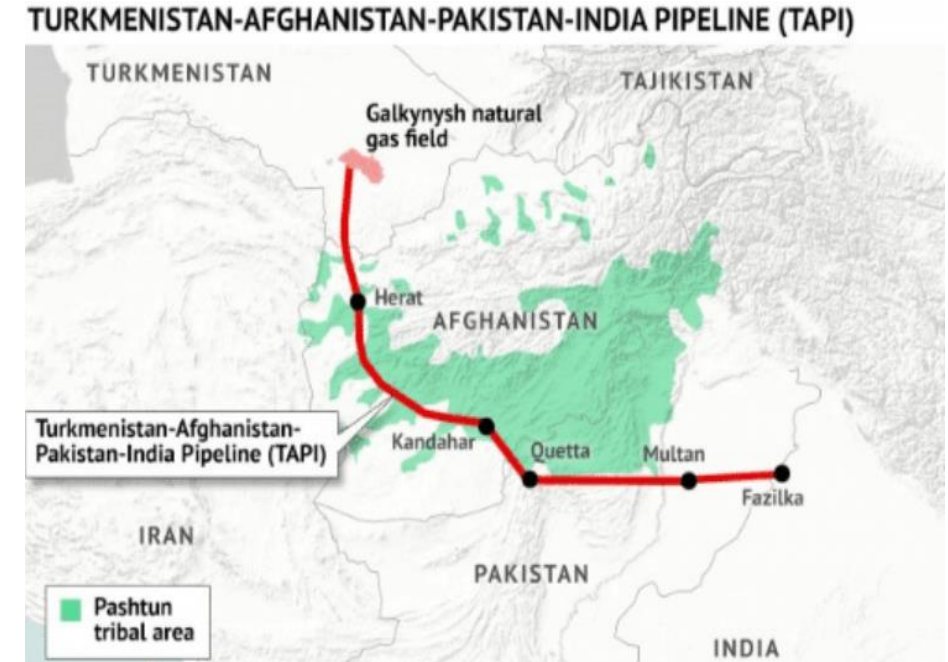 TURKMENISTAN-AFGHANISTAN-PAKISTAN-INDIA PIPELINE (TAPI)
TURKMENISTAN
TAJIKISTAN
Galkynysh natural
gas field
Herat
AFGHANISTAN
Turkmenistan-Afghanistan-
Pakistan-India Pipeline (TAPI)
Kandahar
Quetta
Multan
Fazilka
IRAN
PAKISTAN
Pashtun
tribal area
INDIA